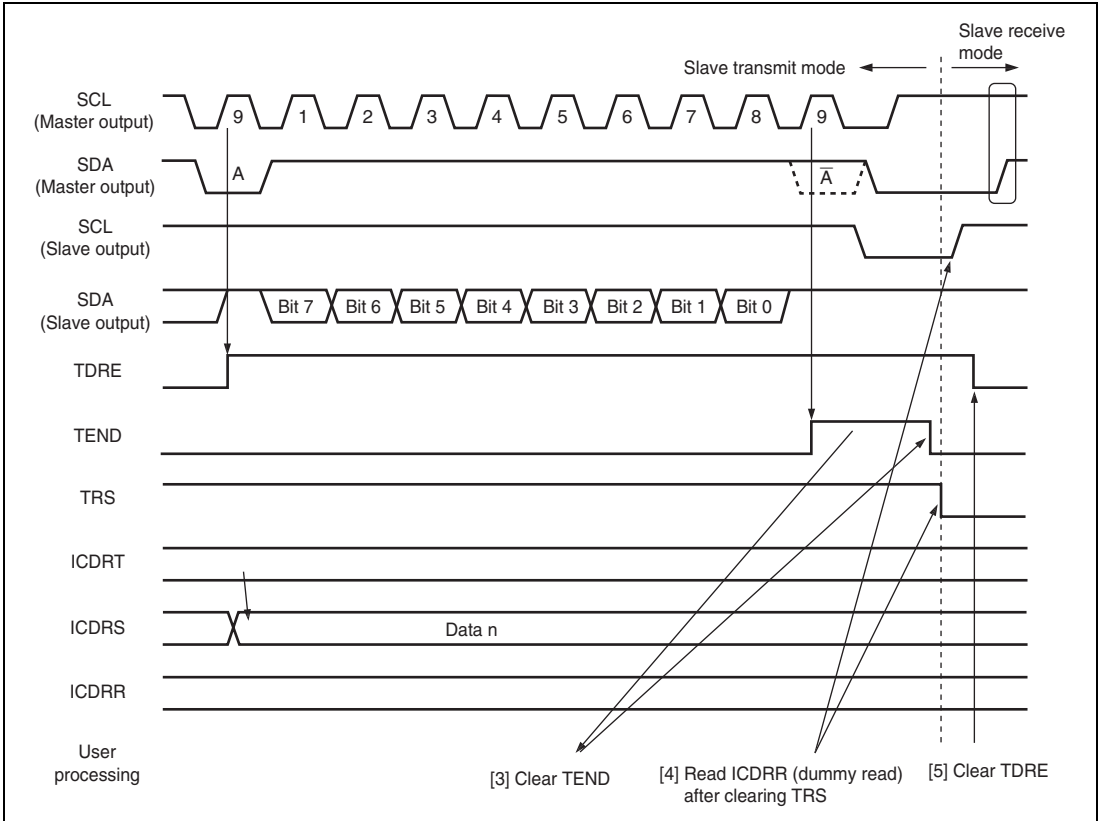 Slave receive
mode
Slave transmit mode
SCL
(Master output)
9 1 2 3 4 5 6 7 8 9
SDA
(Master output)
A A̅
SCL
(Slave output)
SDA
(Slave output)
Bit 7 Bit 6 Bit 5 Bit 4 Bit 3 Bit 2 Bit 1 Bit 0
TDRE
TEND
TRS
ICDRT
ICDRS
Data n
ICDRR
User
processing
[3] Clear TEND
[4] Read ICDRR (dummy read)
after clearing TRS
[5] Clear TDRE